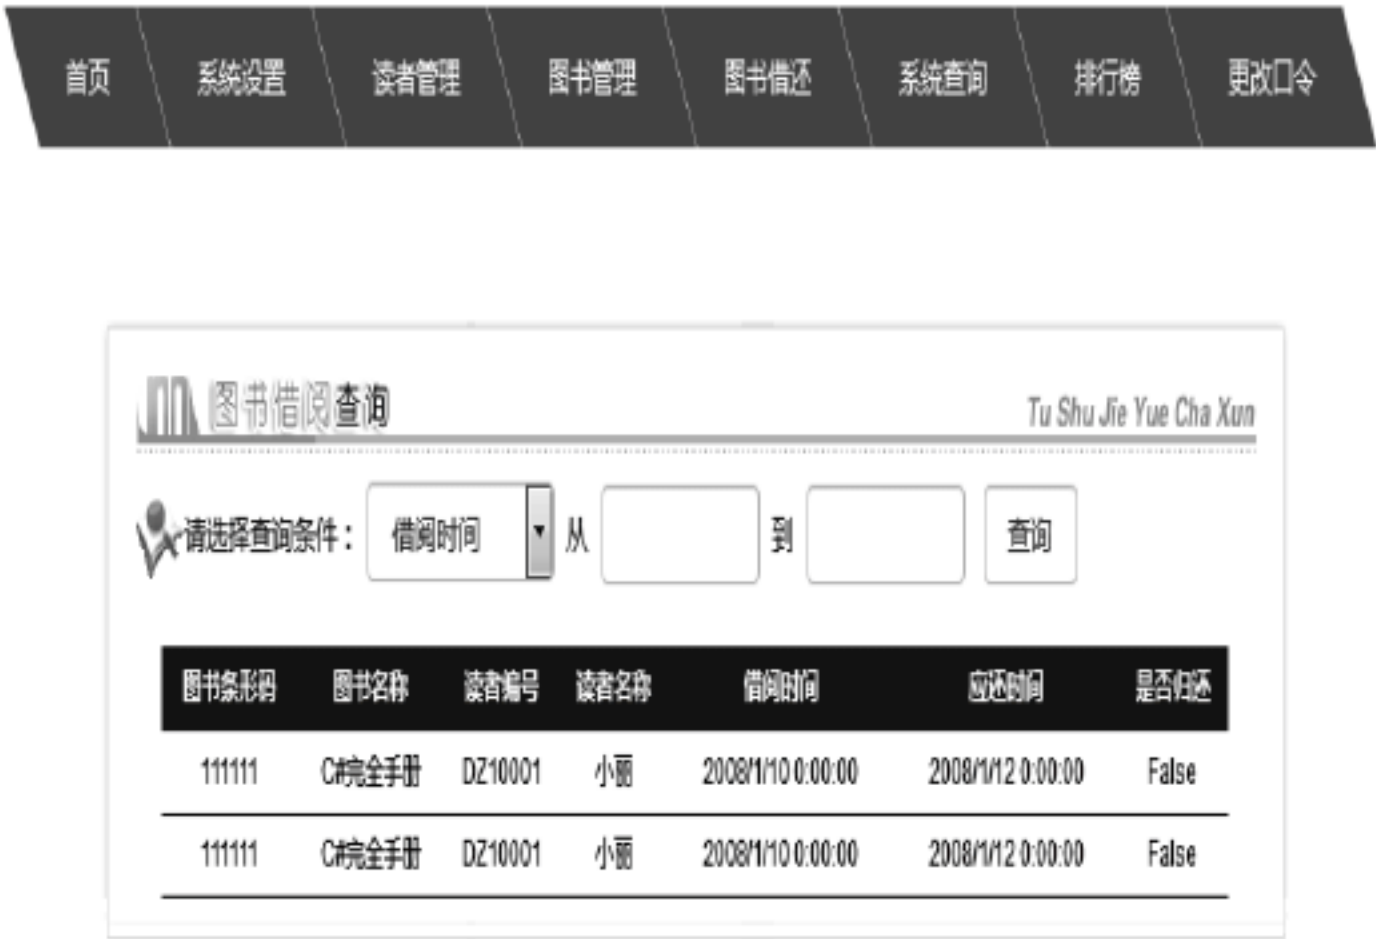 首页 系统设置 读者管理 图书管理 图书借还 系统查询 排行榜 更改口令
图书借阅查询 Tu Shu Jie Yue Cha Xun
请选择查询条件： 借阅时间 从 到 查询
图书条形码 图书名称 读者编号 读者名称 借阅时间 应还时间 是否归还
111111 C#完全手册 DZ10001 小丽 2008/1/10 0:00:00 2008/1/12 0:00:00 False
111111 C#完全手册 DZ10001 小丽 2008/1/10 0:00:00 2008/1/12 0:00:00 False